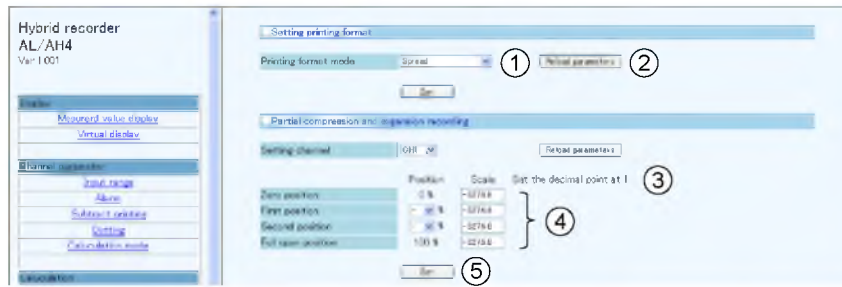 Hybrid recorder
AL/AH4
Ver 1.001
Display
Measured value display
Virtual display
Channel parameter
Input range
Alarm
Subtract printing
Dotting
Calculation mode
Calculation
Setting printing format
Printing format mode Spread ① Reload parameters ②
Set
Partial compression and expansion recording
Setting channel CH1 Reload parameters
Position Scale Set the decimal point at 1 ③
Zero position 0 %
First position - %
Second position - %
Full span position 100 %
④
Set ⑤